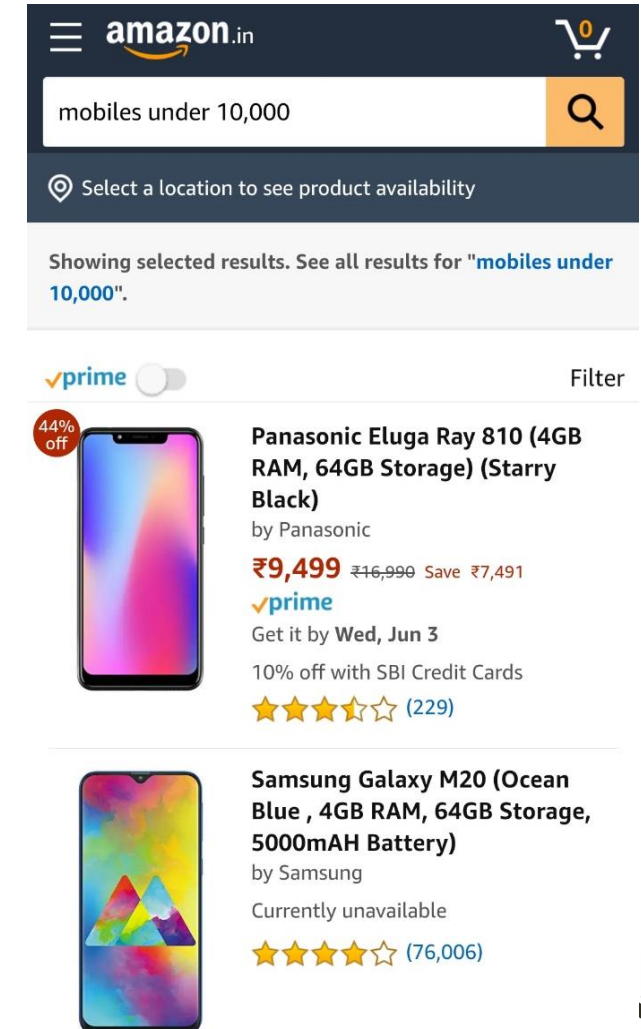 amazon.in
0
mobiles under 10,000
Select a location to see product availability
Showing selected results. See all results for "mobiles under
10,000".
prime
Filter
44%
off
Panasonic Eluga Ray 810 (4GB
RAM, 64GB Storage) (Starry
Black)
by Panasonic
₹9,499 ₹16,990 Save ₹7,491
prime
Get it by Wed, Jun 3
10% off with SBI Credit Cards
(229)
Samsung Galaxy M20 (Ocean
Blue , 4GB RAM, 64GB Storage,
5000mAH Battery)
by Samsung
Currently unavailable
(76,006)